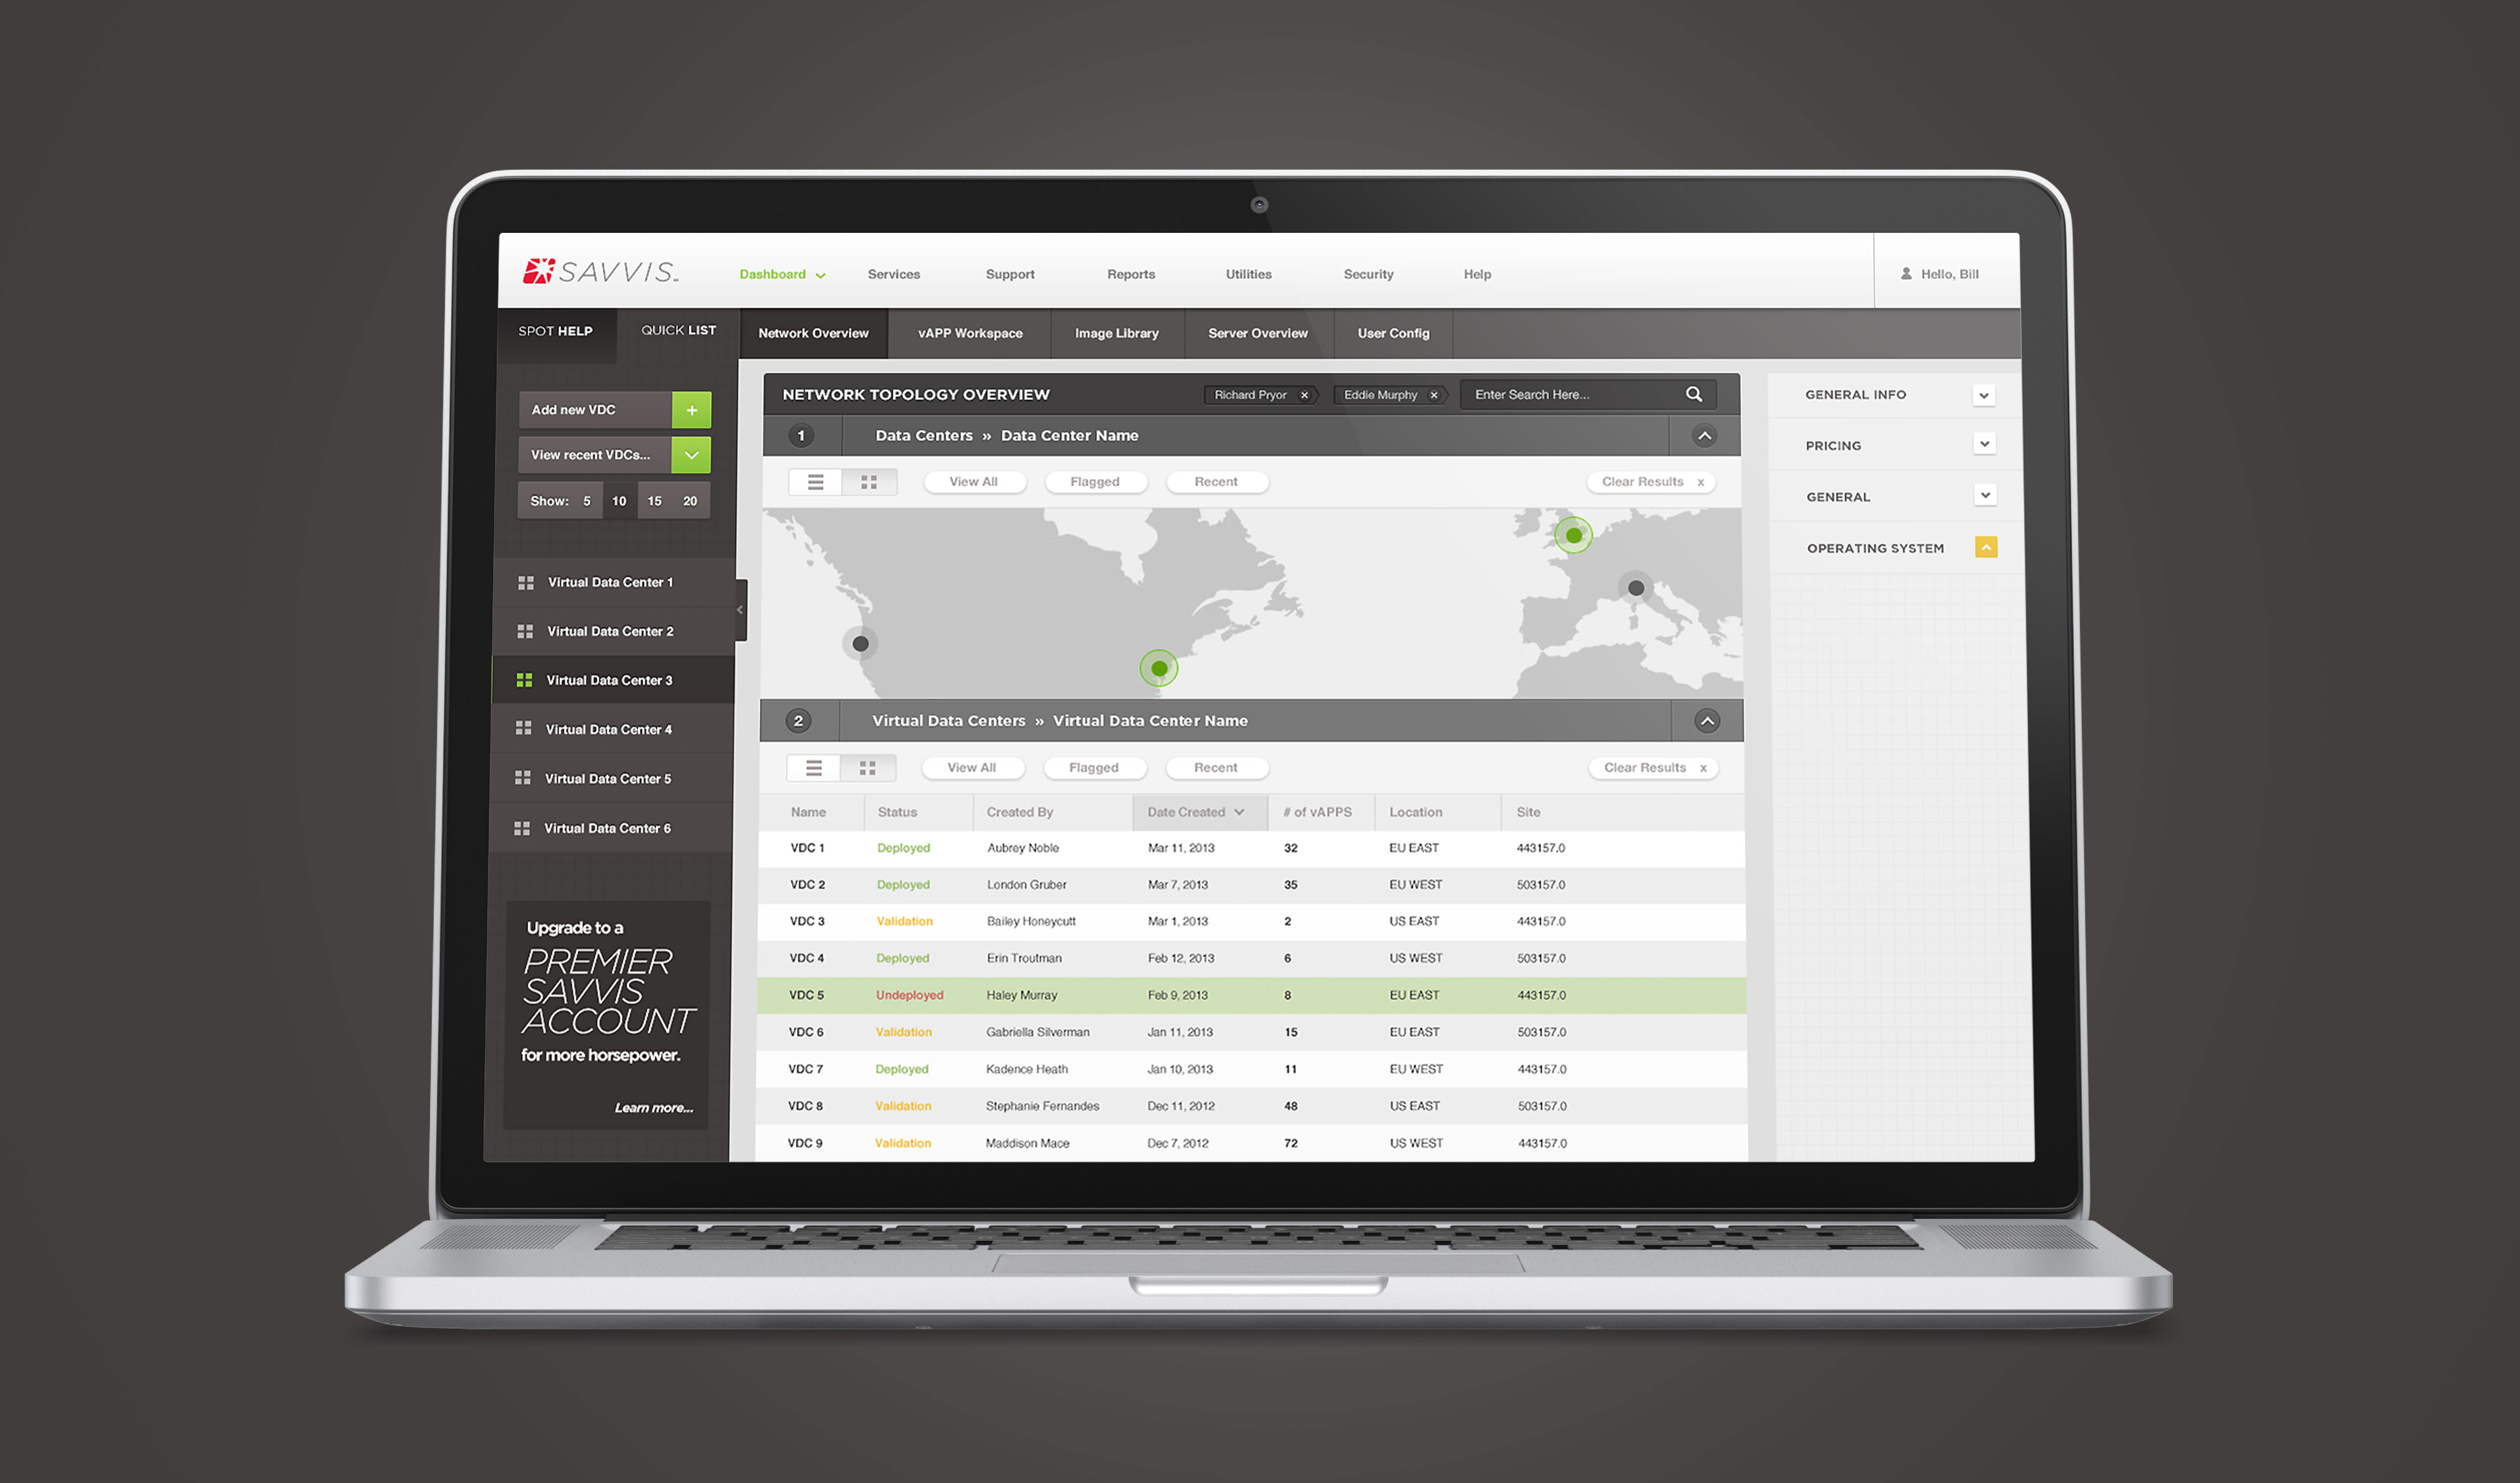 SAVVIS™
Dashboard Services Support Reports Utilities Security Help
Hello, Bill
SPOT HELP QUICK LIST
Network Overview vAPP Workspace Image Library Server Overview User Config
Add new VDC +
View recent VDCs...
Show: 5 10 15 20
Virtual Data Center 1
Virtual Data Center 2
Virtual Data Center 3
Virtual Data Center 4
Virtual Data Center 5
Virtual Data Center 6
Upgrade to a
PREMIER
SAVVIS
ACCOUNT
for more horsepower.
Learn more...
NETWORK TOPOLOGY OVERVIEW Richard Pryor x Eddie Murphy x Enter Search Here...
1 Data Centers » Data Center Name
View All Flagged Recent Clear Results x
2 Virtual Data Centers » Virtual Data Center Name
View All Flagged Recent Clear Results x
Name Status Created By Date Created # of vAPPS Location Site
VDC 1 Deployed Aubrey Noble Mar 11, 2013 32 EU EAST 443157.0
VDC 2 Deployed London Gruber Mar 7, 2013 35 EU WEST 503157.0
VDC 3 Validation Bailey Honeycutt Mar 1, 2013 2 US EAST 443157.0
VDC 4 Deployed Erin Troutman Feb 12, 2013 6 US WEST 503157.0
VDC 5 Undeployed Haley Murray Feb 9, 2013 8 EU EAST 443157.0
VDC 6 Validation Gabriella Silverman Jan 11, 2013 15 EU EAST 503157.0
VDC 7 Deployed Kadence Heath Jan 10, 2013 11 EU WEST 443157.0
VDC 8 Validation Stephanie Fernandes Dec 11, 2012 48 US EAST 503157.0
VDC 9 Validation Maddison Mace Dec 7, 2012 72 US WEST 443157.0
GENERAL INFO
PRICING
GENERAL
OPERATING SYSTEM